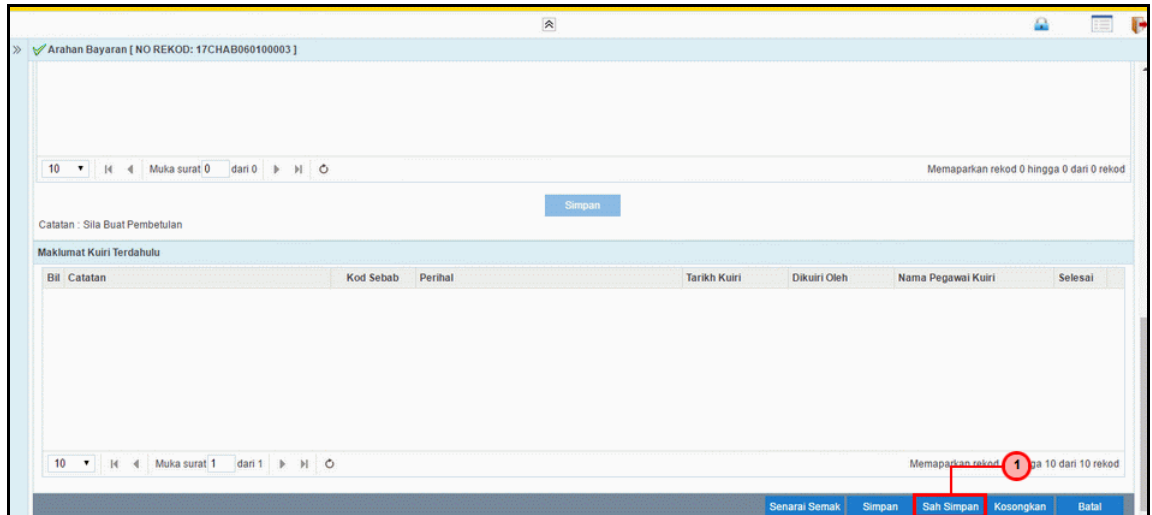 Arahan Bayaran [ NO REKOD: 17CHAB060100003 ]
10 Muka surat 0 dari 0 Memaparkan rekod 0 hingga 0 dari 0 rekod
Simpan
Catatan : Sila Buat Pembetulan
Maklumat Kuiri Terdahulu
Bil Catatan Kod Sebab Perihal Tarikh Kuiri Dikuiri Oleh Nama Pegawai Kuiri Selesai
10 Muka surat 1 dari 1 Memaparkan rekod 1 ga 10 dari 10 rekod
Senarai Semak Simpan Sah Simpan Kosongkan Batal